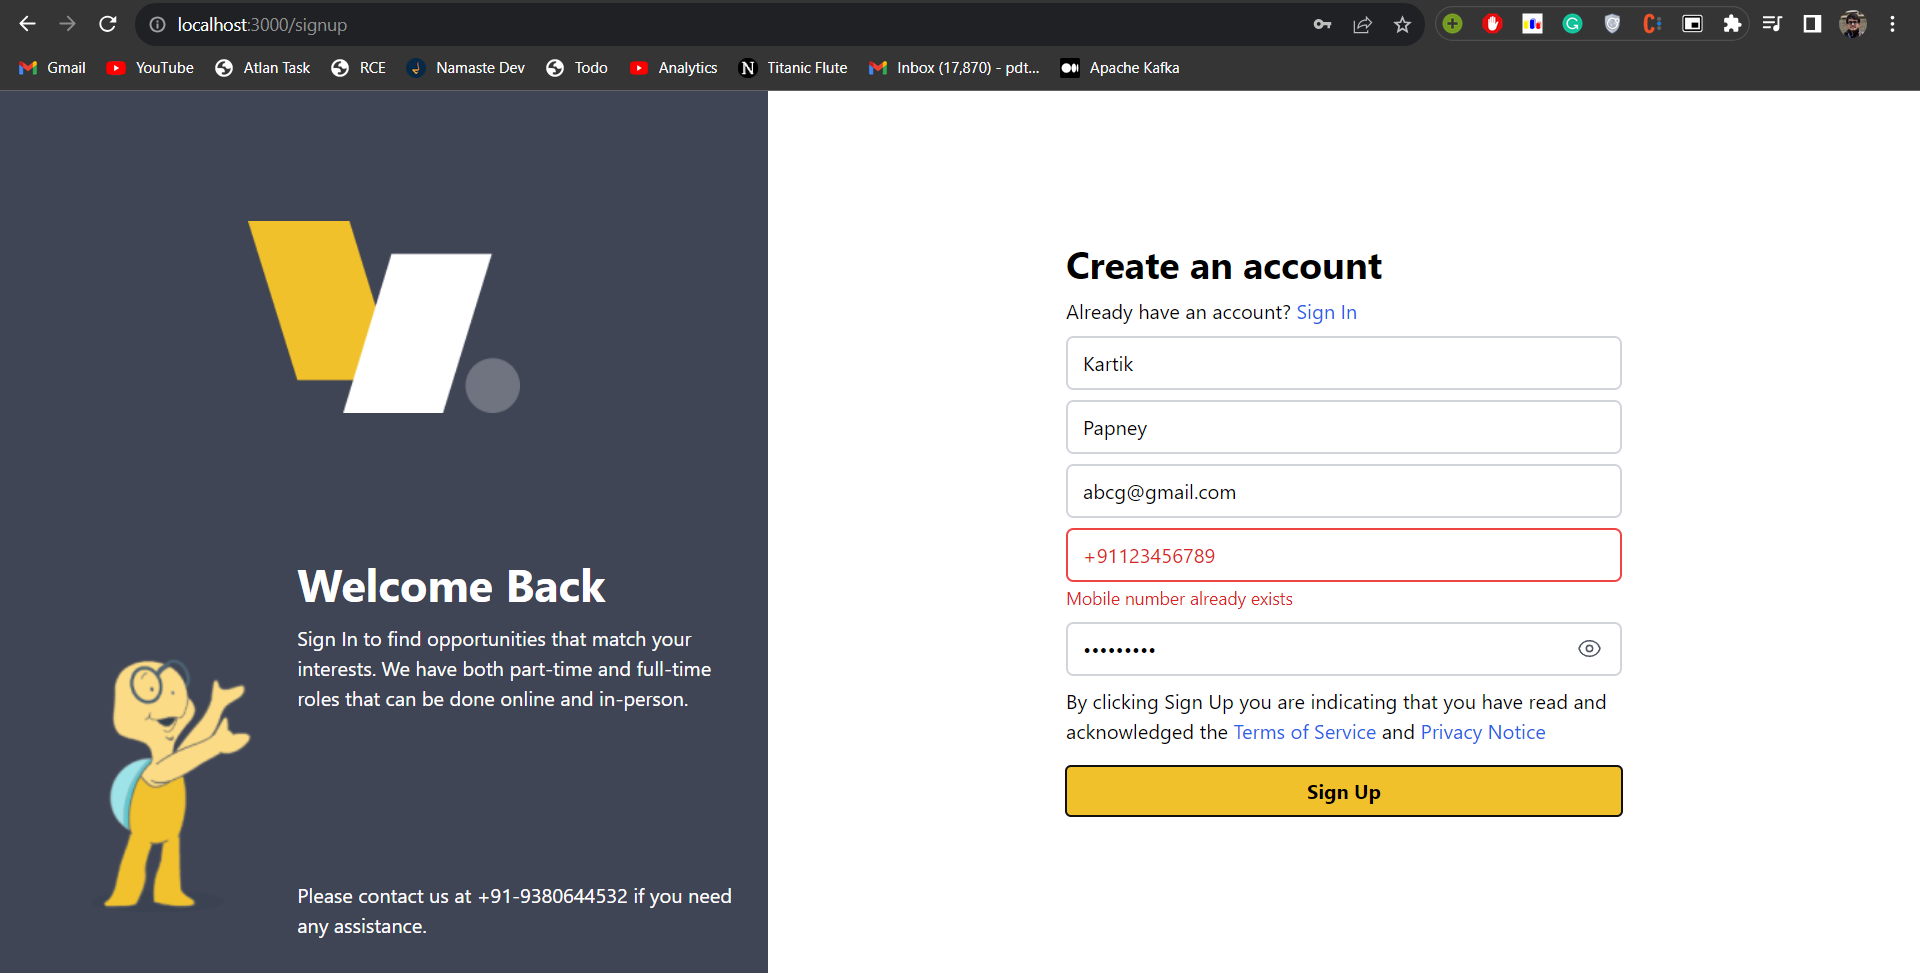 localhost:3000/signup
Gmail
YouTube
Atlan Task
RCE
Namaste Dev
Todo
Analytics
Titanic Flute
Inbox (17,870) - pdt...
Apache Kafka
Welcome Back
Sign In to find opportunities that match your
interests. We have both part-time and full-time
roles that can be done online and in-person.
Please contact us at +91-9380644532 if you need
any assistance.
Create an account
Already have an account? Sign In
Kartik
Papney
abcg@gmail.com
+91123456789
Mobile number already exists
•••••••••
By clicking Sign Up you are indicating that you have read and
acknowledged the Terms of Service and Privacy Notice
Sign Up